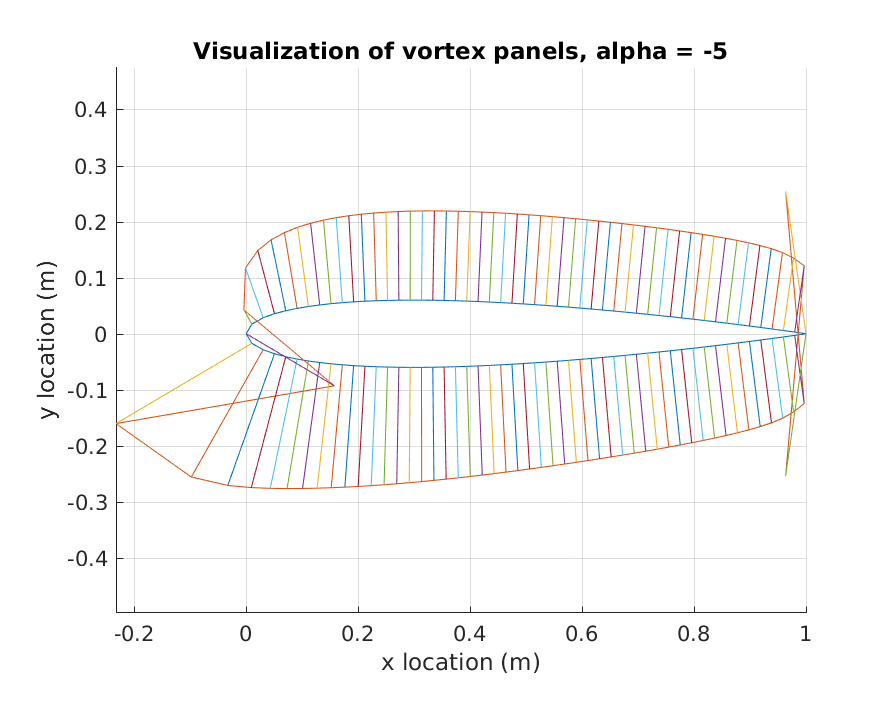 Visualization of vortex panels, alpha = -5
0.4
0.3
0.2
0.1
0
-0.1
-0.2
-0.3
-0.4
y location (m)
-0.2 0 0.2 0.4 0.6 0.8 1
x location (m)